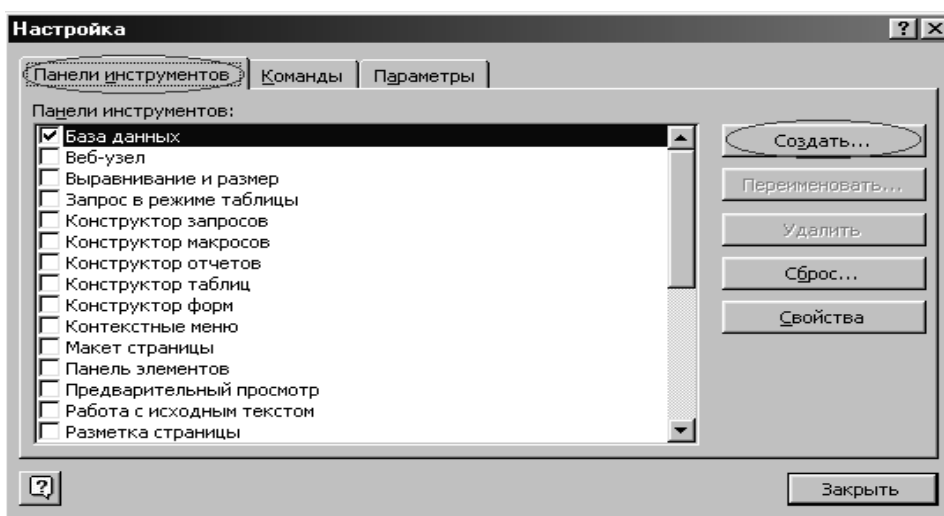 Настройка
Панели инструментов Команды Параметры
Панели инструментов:
База данных
Веб-узел
Выравнивание и размер
Запрос в режиме таблицы
Конструктор запросов
Конструктор макросов
Конструктор отчетов
Конструктор таблиц
Конструктор форм
Контекстные меню
Макет страницы
Панель элементов
Предварительный просмотр
Работа с исходным текстом
Разметка страницы
Создать...
Переименовать...
Удалить
Сброс...
Свойства
Закрыть